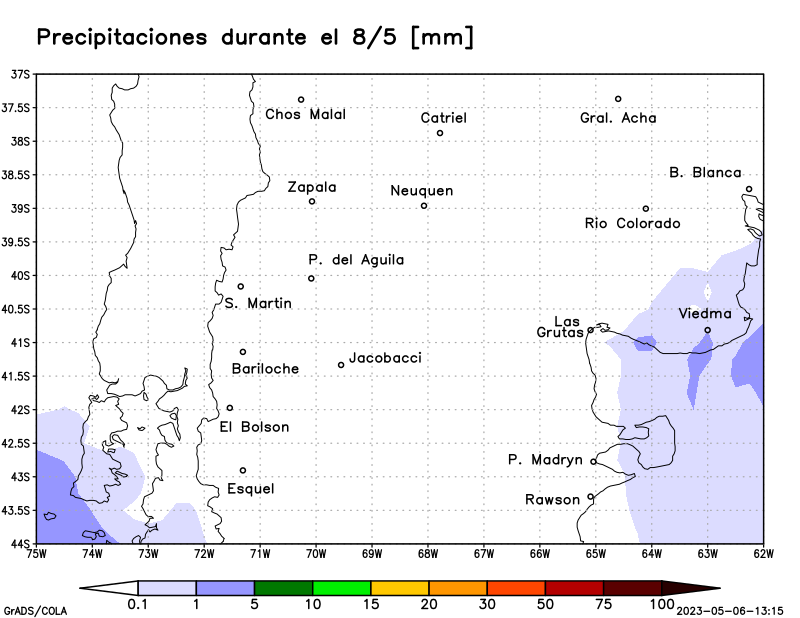 Precipitaciones durante el 8/5 [mm]
37S
37.5S
Chos Malal
Catriel
Gral. Acha
38S
38.5S
Zapala
Neuquen
B. Blanca
39S
Rio Colorado
39.5S
P. del Aguila
40S
S. Martin
40.5S
Las
Grutas
Viedma
41S
Bariloche
Jacobacci
41.5S
42S
El Bolson
42.5S
P. Madryn
43S
Esquel
Rawson
43.5S
44S
75W 74W 73W 72W 71W 70W 69W 68W 67W 66W 65W 64W 63W 62W
0.1 1 5 10 15 20 30 50 75 100
GrADS/COLA
2023-05-06-13:15